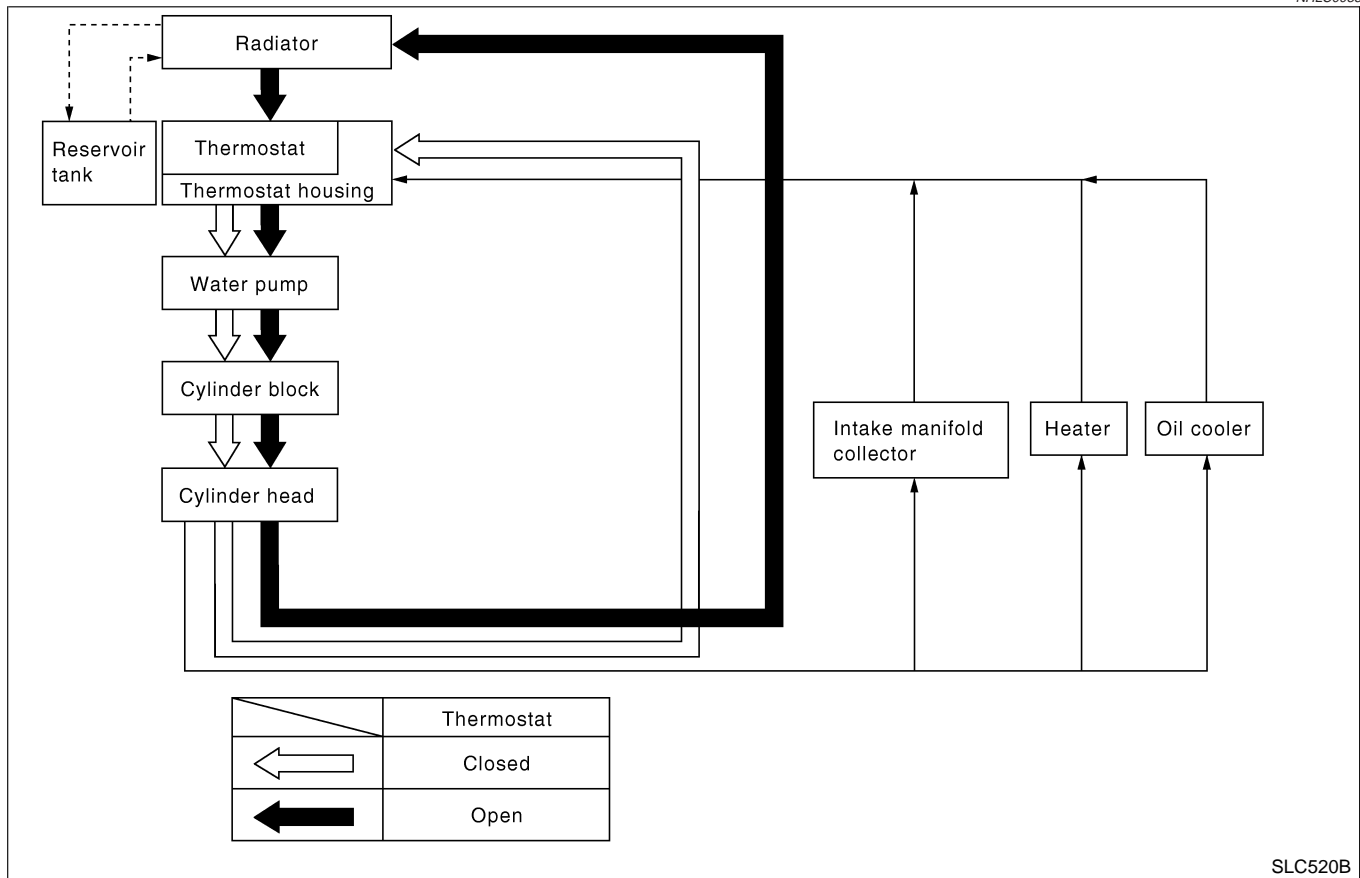 Radiator
Reservoir
tank
Thermostat
Thermostat housing
Water pump
Cylinder block
Cylinder head
Intake manifold
collector
Heater
Oil cooler
Thermostat
Closed
Open
SLC520B